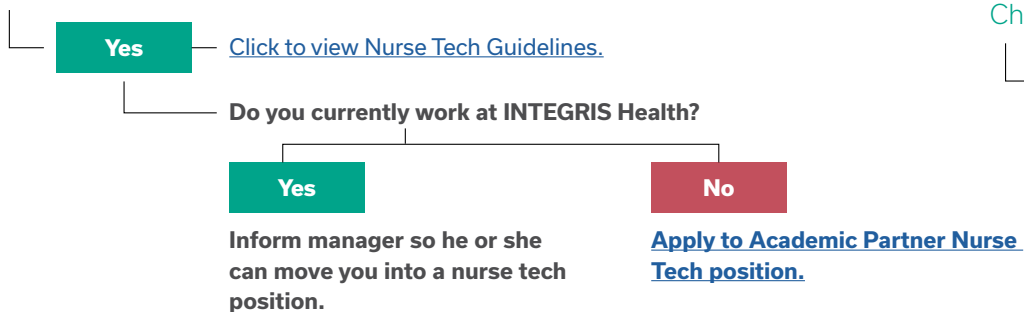 Ch
Yes
Click to view Nurse Tech Guidelines.
Do you currently work at INTEGRIS Health?
Yes
No
Inform manager so he or she
can move you into a nurse tech
position.
Apply to Academic Partner Nurse
Tech position.